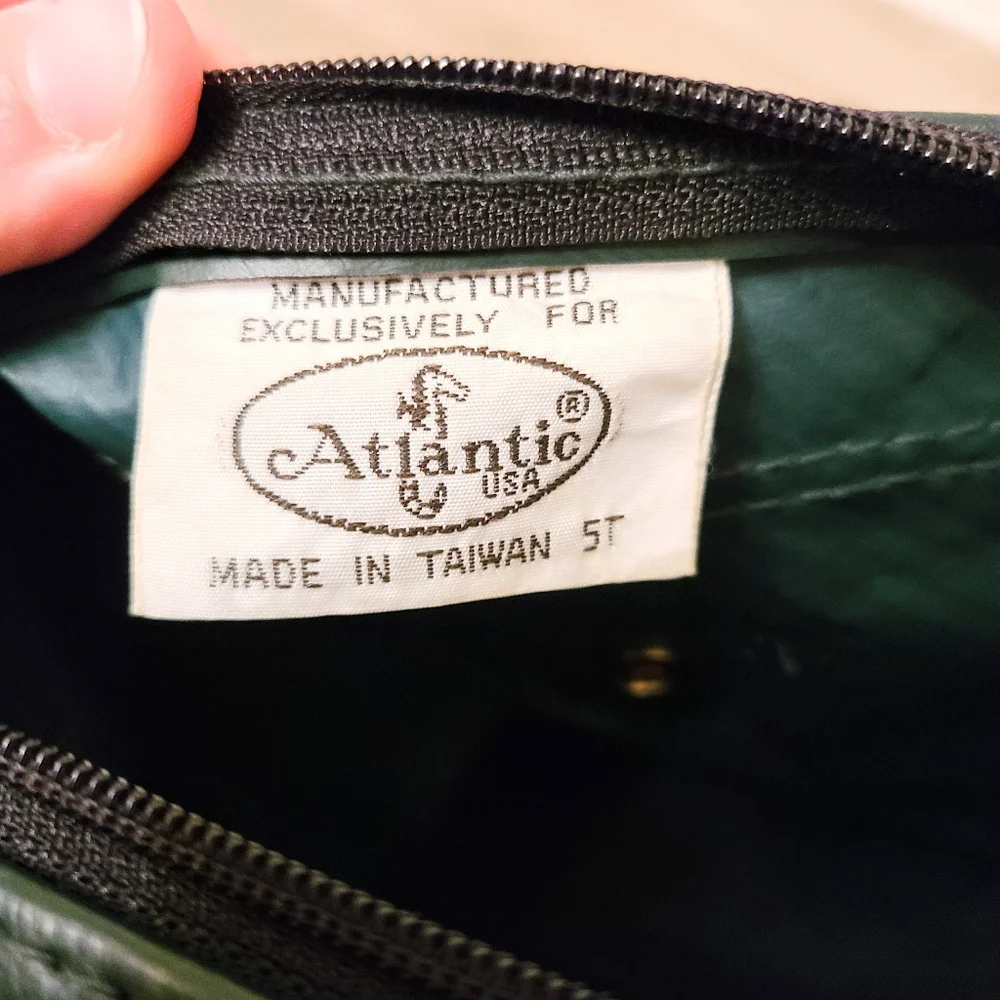 MANUFACTURED
EXCLUSIVELY FOR
Atlantic ®
USA
MADE IN TAIWAN 5T